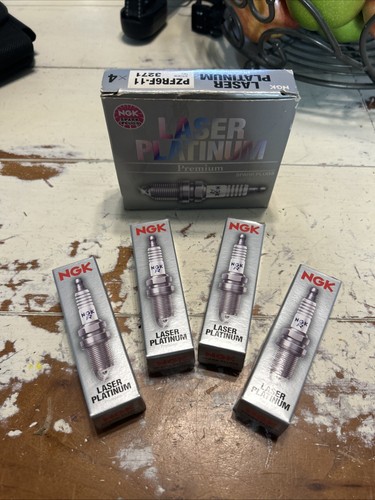 LASER
PLATINUM
PZFR6F-11
3271
×4
NGK
LASER
PLATINUM
Premium
NGK
LASER
PLATINUM
NGK
LASER
PLATINUM
NGK
LASER
PLATINUM
NGK
LASER
PLATINUM